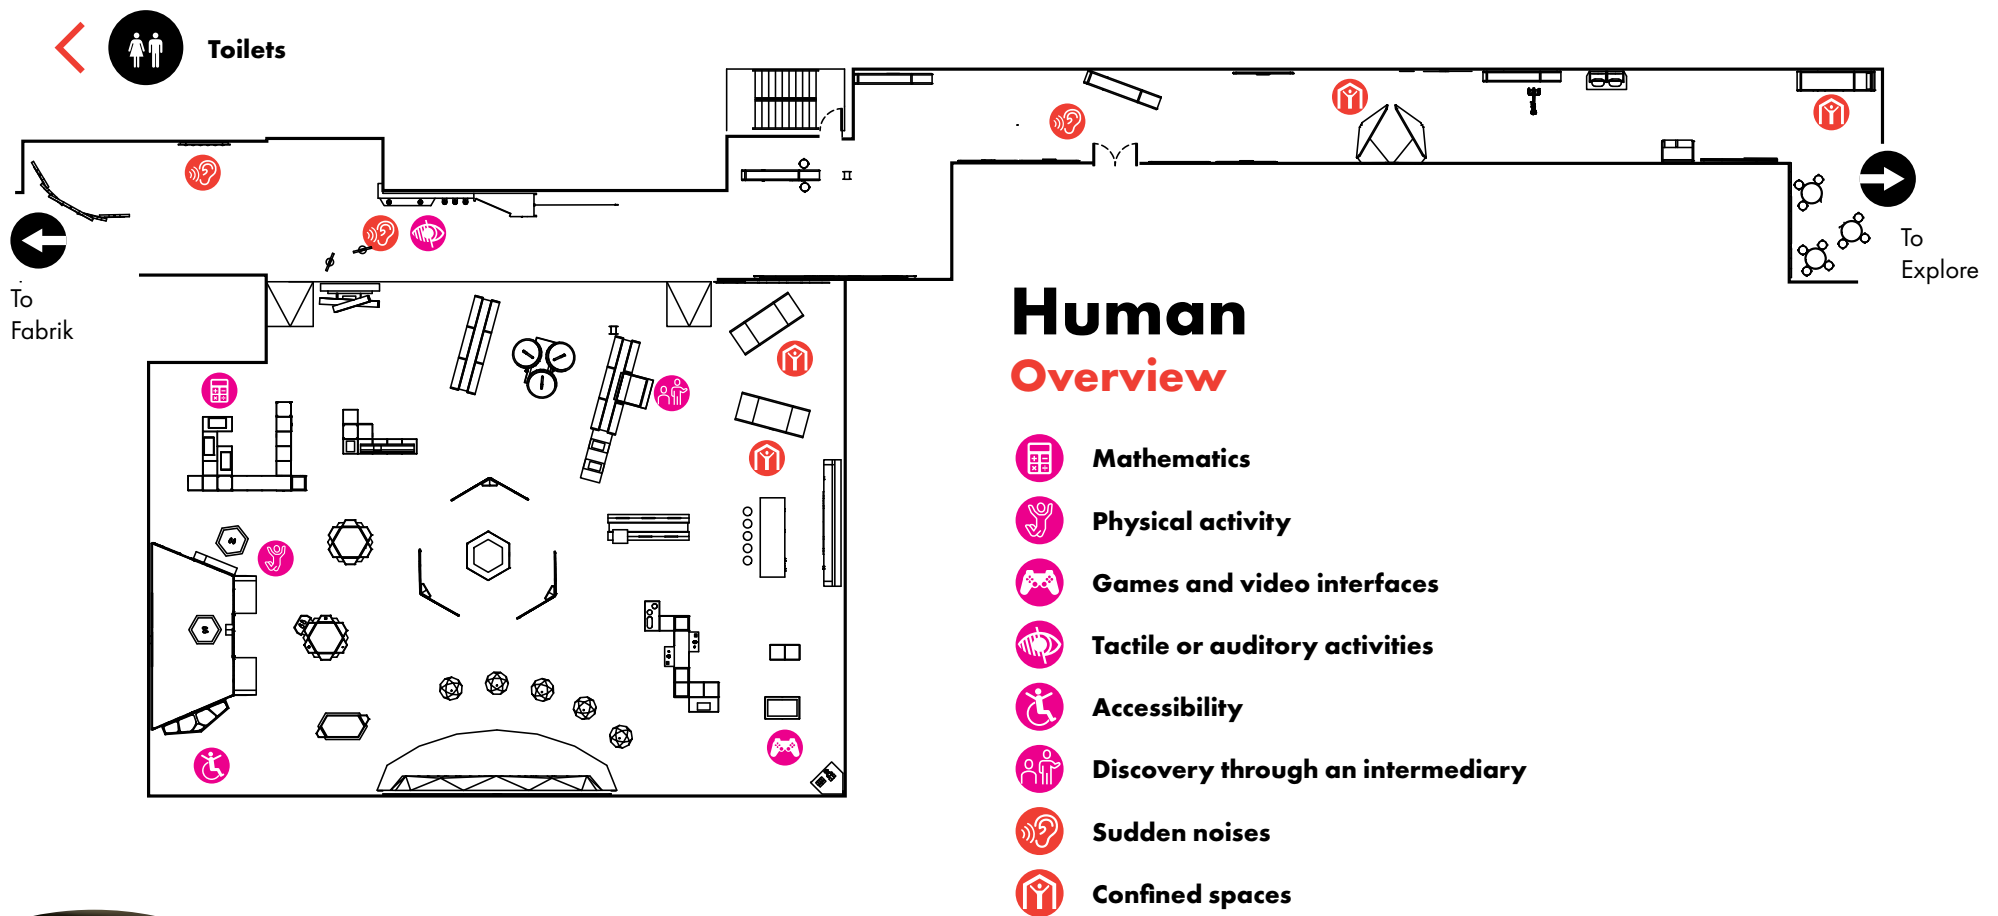 Toilets
To
Fabrik
To
Explore
Human
Overview
Mathematics
Physical activity
Games and video interfaces
Tactile or auditory activities
Accessibility
Discovery through an intermediary
Sudden noises
Confined spaces